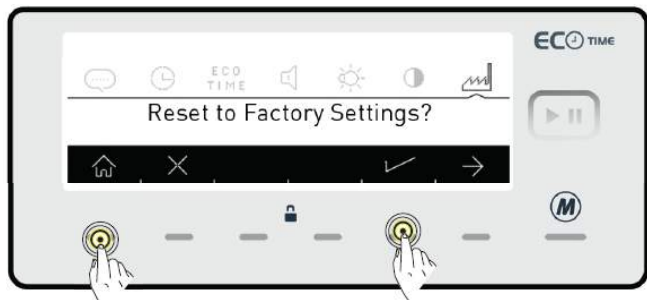 ECO TIME
ECO
TIME
Reset to Factory Settings?
M